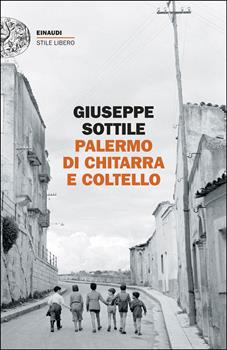 EINAUDI
STILE LIBERO
GIUSEPPE
SOTTILE
PALERMO
DI CHITARRA
E COLTELLO